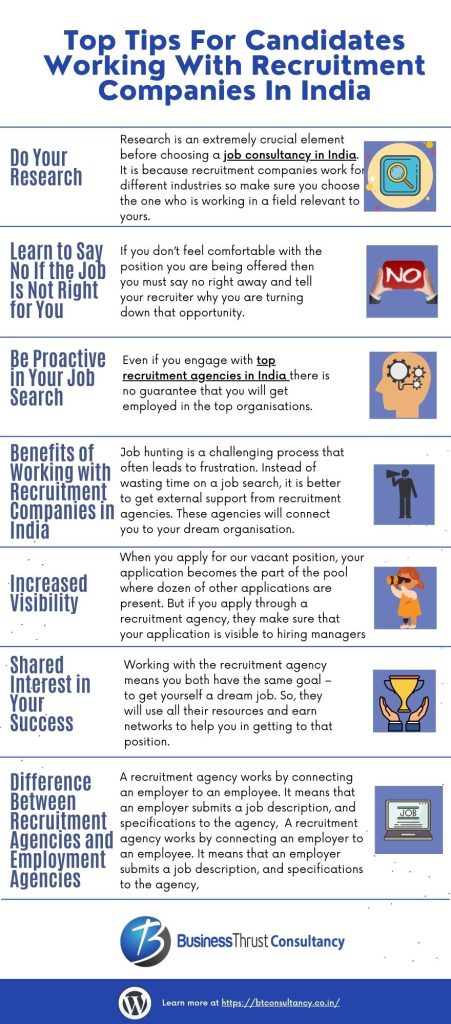 Top Tips For Candidates
Working With Recruitment
Companies In India
Do Your
Research
Research is an extremely crucial element
before choosing a job consultancy in India.
It is because recruitment companies work for
different industries so make sure you choose
the one who is working in a field relevant to
yours.
Learn to Say
No If the Job
Is Not Right
for You
If you don't feel comfortable with the
position you are being offered then
you must say no right away and tell
your recruiter why you are turning
down that opportunity.
NO
Be Proactive
in Your Job
Search
Even if you engage with top
recruitment agencies in India there is
no guarantee that you will get
employed in the top organisations.
Benefits of
Working with
Recruitment
Companies in
India
Job hunting is a challenging process that
often leads to frustration. Instead of
wasting time on a job search, it is better
to get external support from recruitment
agencies. These agencies will connect
you to your dream organisation.
Increased
Visibility
When you apply for our vacant position, your
application becomes the part of the pool
where dozen of other applications are
present. But if you apply through a
recruitment agency, they make sure that
your application is visible to hiring managers
Shared
Interest in
Your
Success
Working with the recruitment agency
means you both have the same goal –
to get yourself a dream job. So, they
will use all their resources and earn
networks to help you in getting to that
position.
Difference
Between
Recruitment
Agencies and
Employment
Agencies
A recruitment agency works by connecting
an employer to an employee. It means that
an employer submits a job description, and
specifications to the agency, A recruitment
agency works by connecting an employer to
an employee. It means that an employer
submits a job description, and specifications
to the agency,
JOB
BusinessThrust Consultancy
Learn more at https://btconsultancy.co.in/